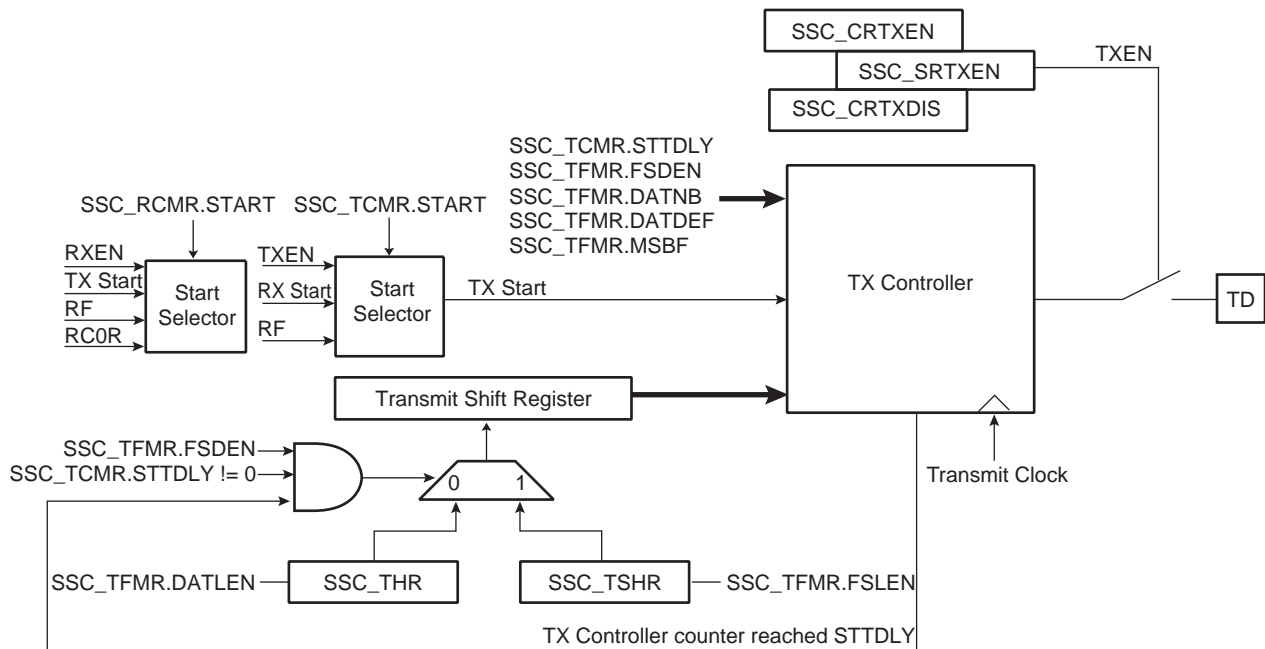 SSC_CRTXEN
SSC_SRTXEN
SSC_CRTXDIS
TXEN
SSC_TCMR.STTDLY
SSC_TFMR.FSDEN
SSC_TFMR.DATNB
SSC_TFMR.DATDEF
SSC_TFMR.MSBF
SSC_RCMR.START
SSC_TCMR.START
RXEN
TX Start
RF
RC0R
Start
Selector
TXEN
RX Start
RF
Start
Selector
TX Start
TX Controller
TD
Transmit Shift Register
SSC_TFMR.FSDEN
SSC_TCMR.STTDLY != 0
0 1
Transmit Clock
SSC_TFMR.DATLEN
SSC_THR
SSC_TSHR
SSC_TFMR.FSLEN
TX Controller counter reached STTDLY